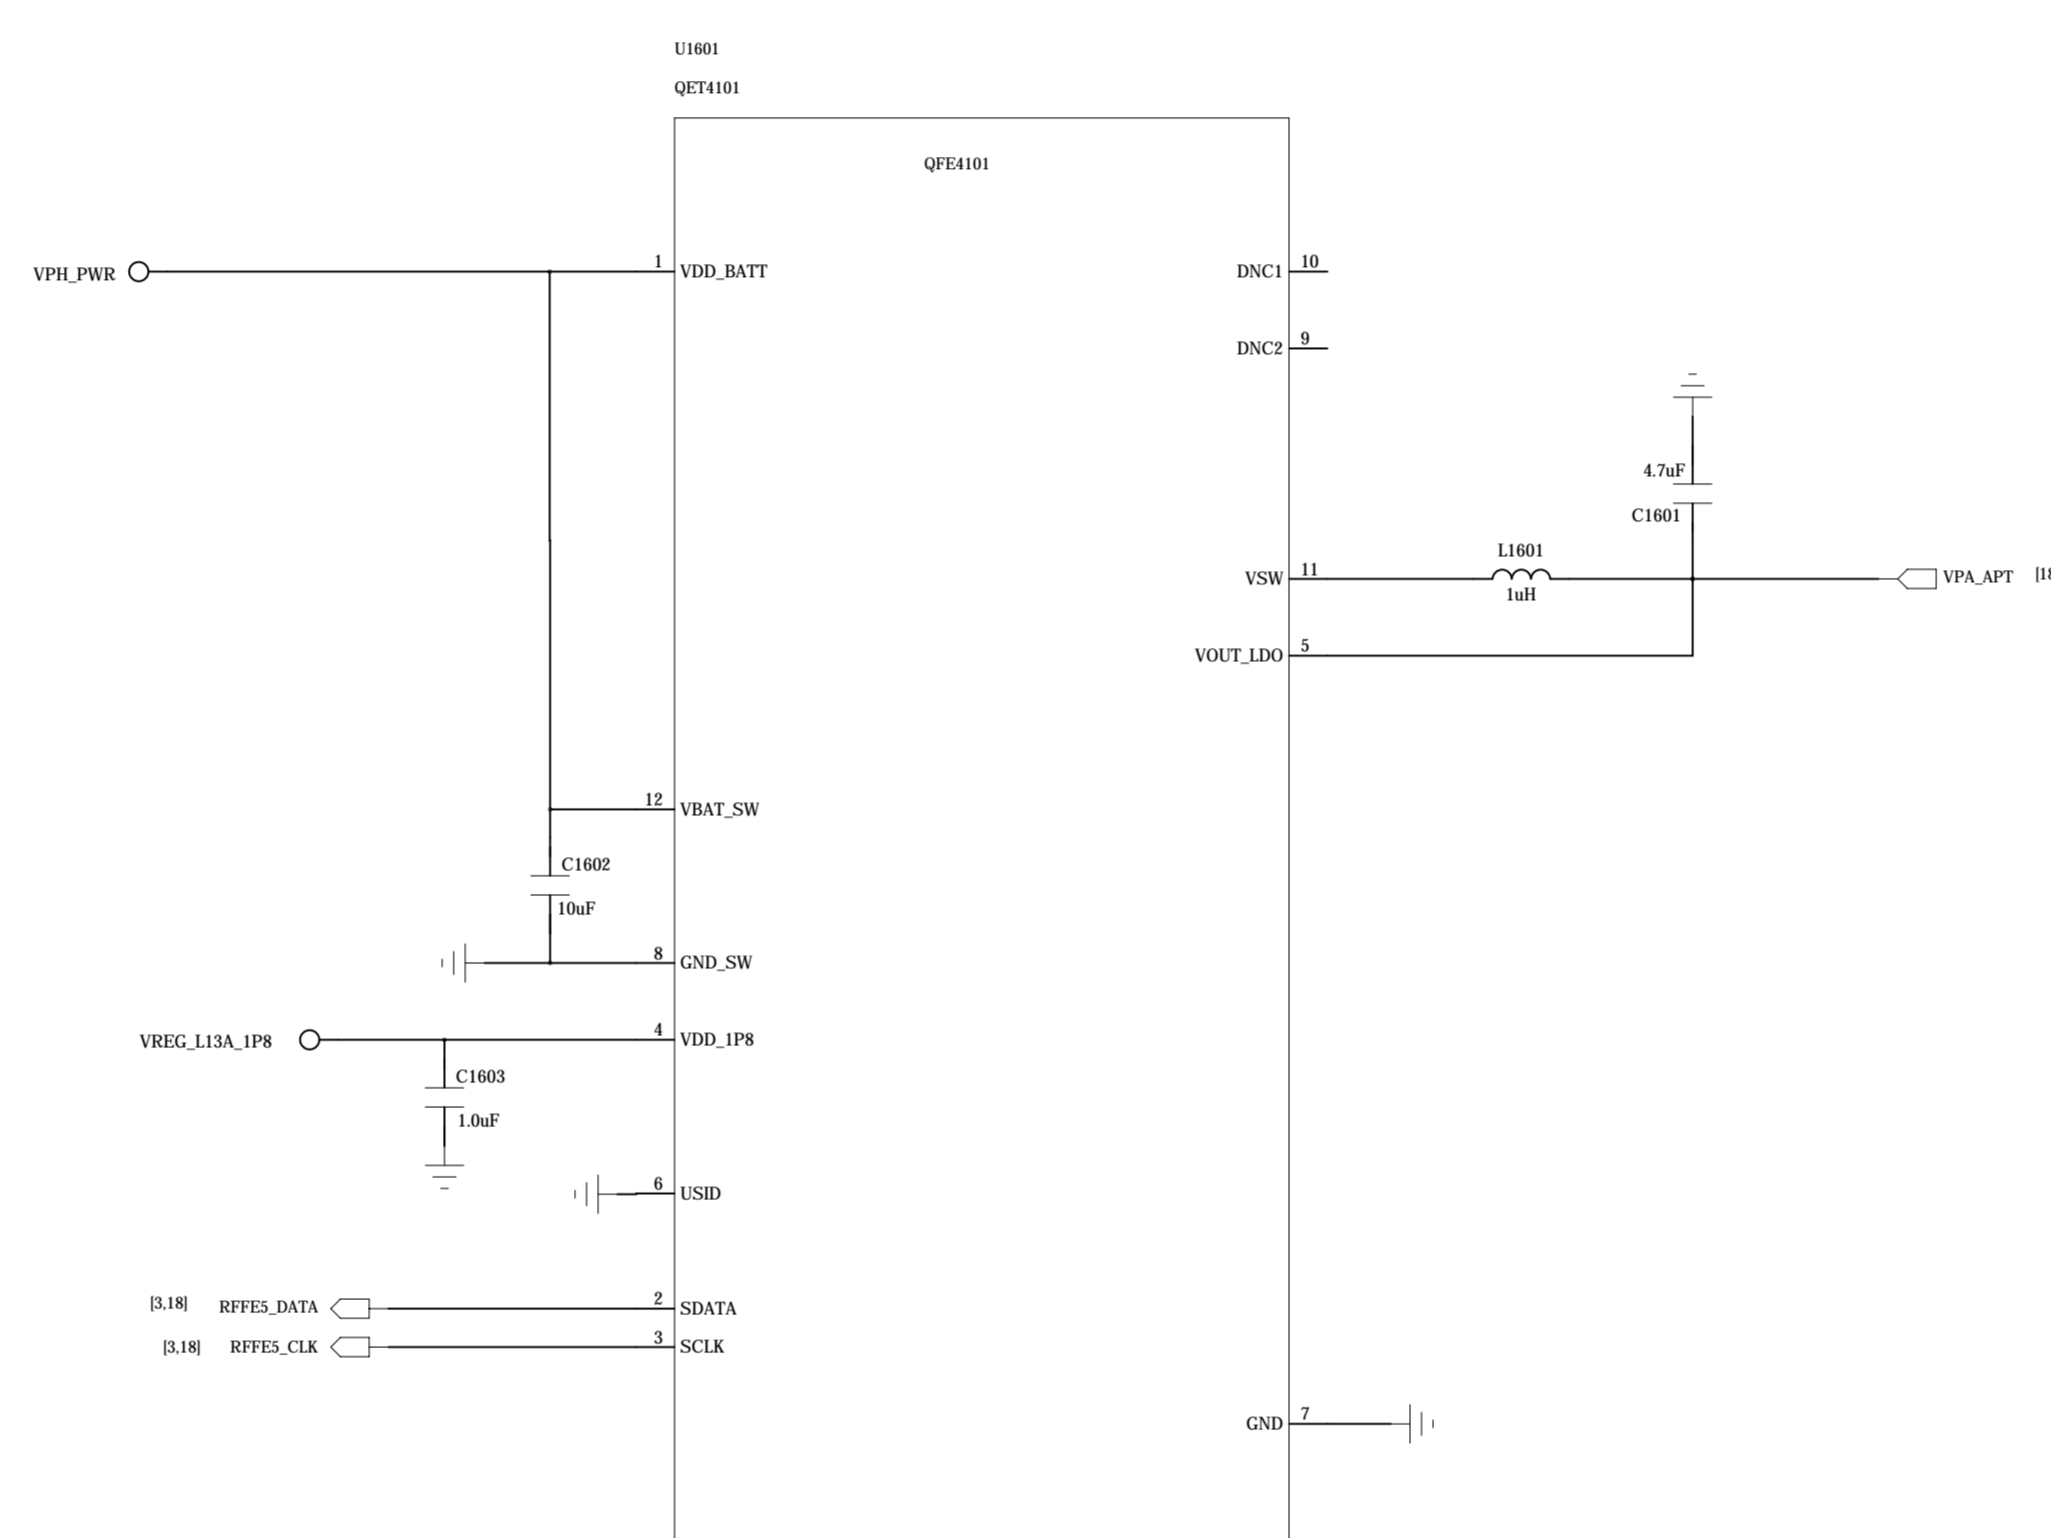 U1601
QET4101
QFE4101
VPH_PWR
1
VDD_BATT
DNC1
10
DNC2
9
4.7uF
C1601
L1601
VSW
11
1uH
VPA_APT [18
VOUT_LDO
5
12
VBAT_SW
C1602
10uF
8
GND_SW
VREG_L13A_1P8
4
VDD_1P8
C1603
1.0uF
6
USID
[3,18] RFFE5_DATA
2
SDATA
[3,18] RFFE5_CLK
3
SCLK
GND
7